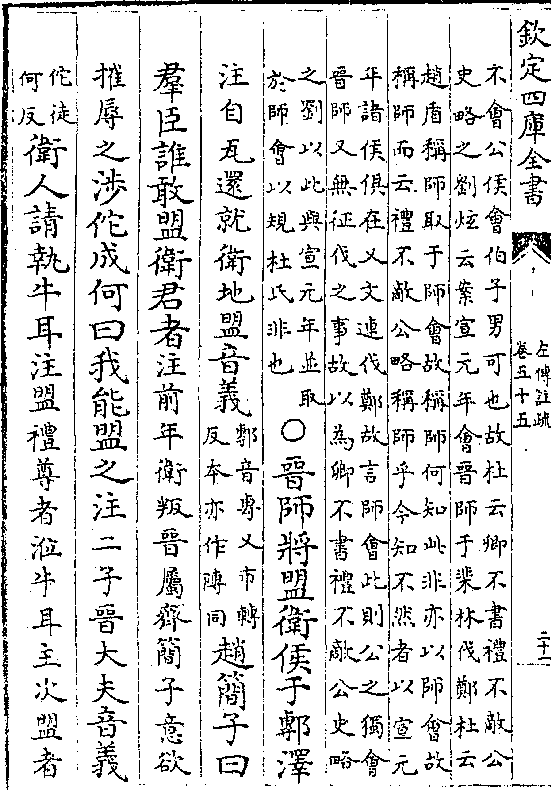 欽定四庫全書
左傳注疏
卷五十五
二十一
不會公侯會伯子男可也故杜云卿不書禮不敵公
史略之劉炫云案宣元年會晉師于棐林伐鄭杜云
趙盾稱師取于師會故稱師何知此非亦以師會故
稱師而云禮不敵公略稱師乎今知不然者以宣元
年諸侯俱在又文連伐鄭故言師會此則公之獨會
晉師又無征伐之事故以為卿不書禮不敵公史略
之劉以此與宣元年並取
於師會以規杜氏非也
○晉師將盟衛侯于鄟澤
注自瓦還就衛地盟音義
鄟音專又市轉
反本亦作陣同
趙簡子曰
羣臣誰敢盟衛君者注前年衛叛晉屬齊簡子意欲
摧辱之涉佗成何曰我能盟之注二子晉大夫音義
佗徒
何反
衛人請執牛耳注盟禮尊者涖牛耳主次盟者